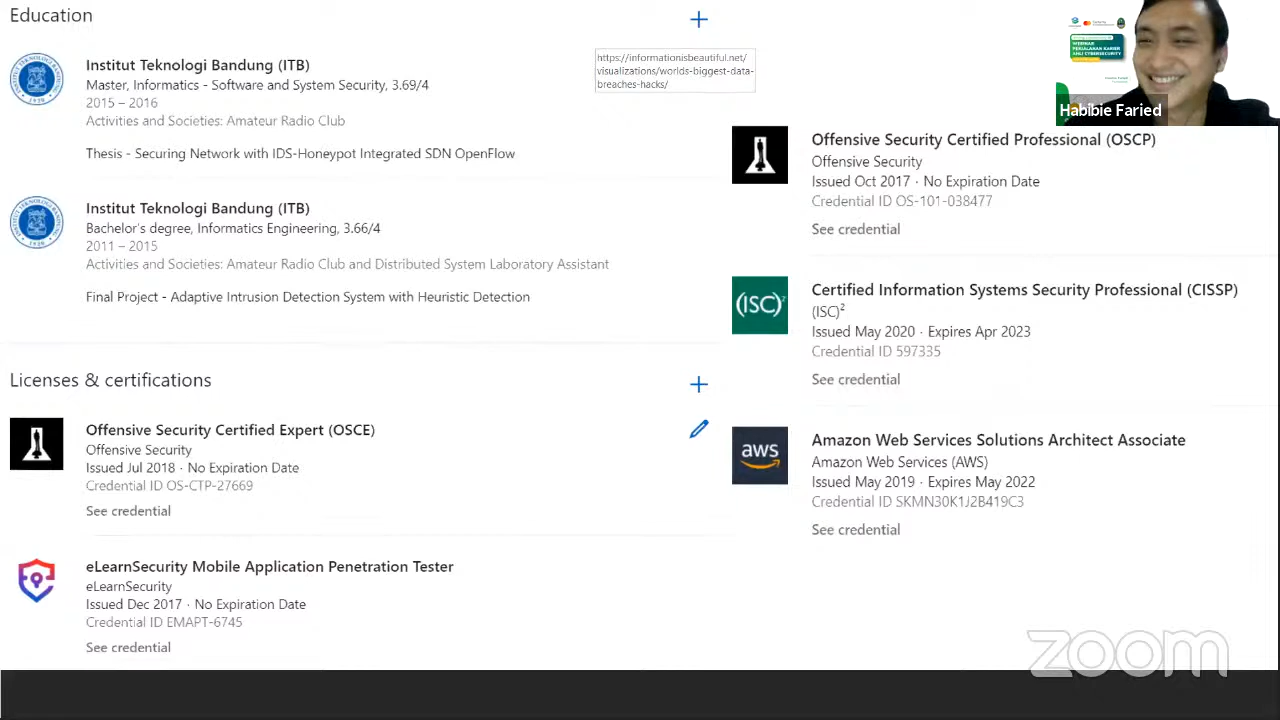 Education
Institut Teknologi Bandung (ITB)
Master, Informatics - Software and System Security, 3.69/4
2015 – 2016
Activities and Societies: Amateur Radio Club
Thesis - Securing Network with IDS-Honeypot Integrated SDN OpenFlow
Institut Teknologi Bandung (ITB)
Bachelor's degree, Informatics Engineering, 3.66/4
2011 – 2015
Activities and Societies: Amateur Radio Club and Distributed System Laboratory Assistant
Final Project - Adaptive Intrusion Detection System with Heuristic Detection
Licenses & certifications
Offensive Security Certified Expert (OSCE)
Offensive Security
Issued Jul 2018 · No Expiration Date
Credential ID OS-CTP-27669
See credential
eLearnSecurity Mobile Application Penetration Tester
eLearnSecurity
Issued Dec 2017 · No Expiration Date
Credential ID EMAPT-6745
See credential
https://informationisbeautiful.net/
visualizations/worlds-biggest-data-
breaches-hacks/
WEBINAR
PERJALANAN KARIER
AHLI CYBERSECURITY
Habibie Faried
Offensive Security Certified Professional (OSCP)
Offensive Security
Issued Oct 2017 · No Expiration Date
Credential ID OS-101-038477
See credential
(ISC)²
Certified Information Systems Security Professional (CISSP)
(ISC)²
Issued May 2020 · Expires Apr 2023
Credential ID 597335
See credential
aws
Amazon Web Services Solutions Architect Associate
Amazon Web Services (AWS)
Issued May 2019 · Expires May 2022
Credential ID SKMN30K1J2B419C3
See credential
zoom